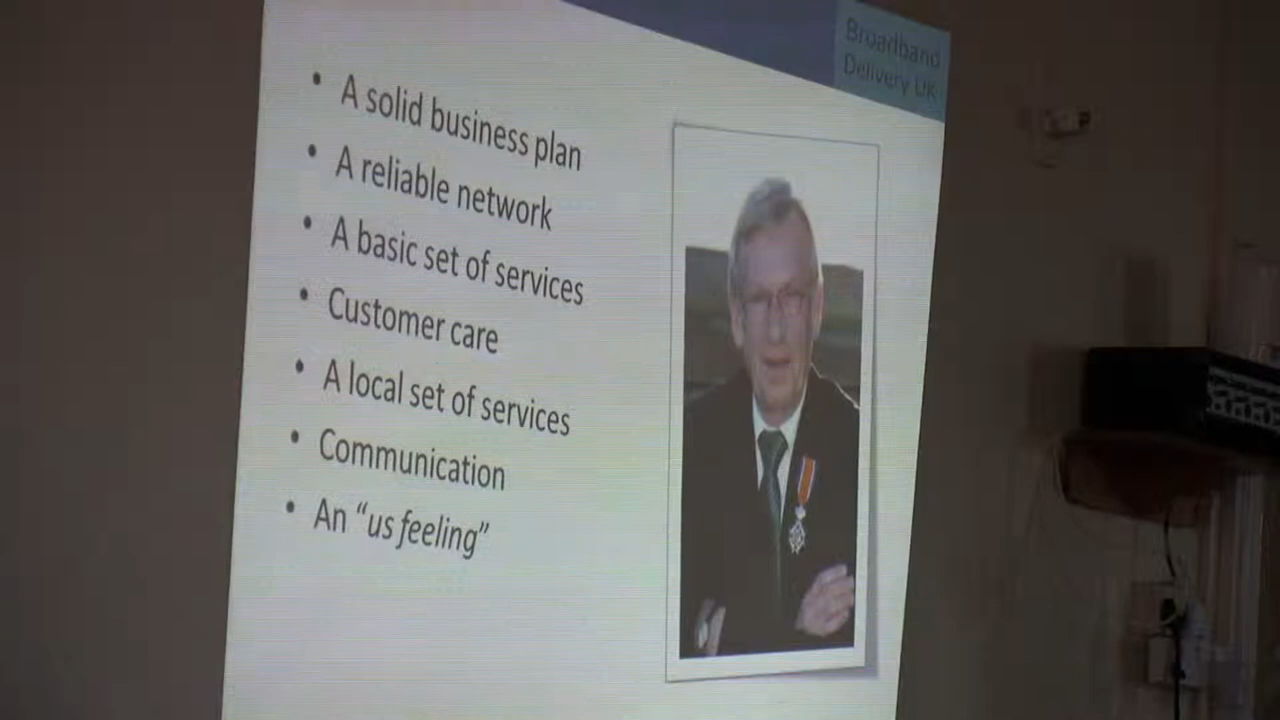 Broadband
Delivery UK
• A solid business plan
• A reliable network
• A basic set of services
• Customer care
• A local set of services
• Communication
• An “us feeling”